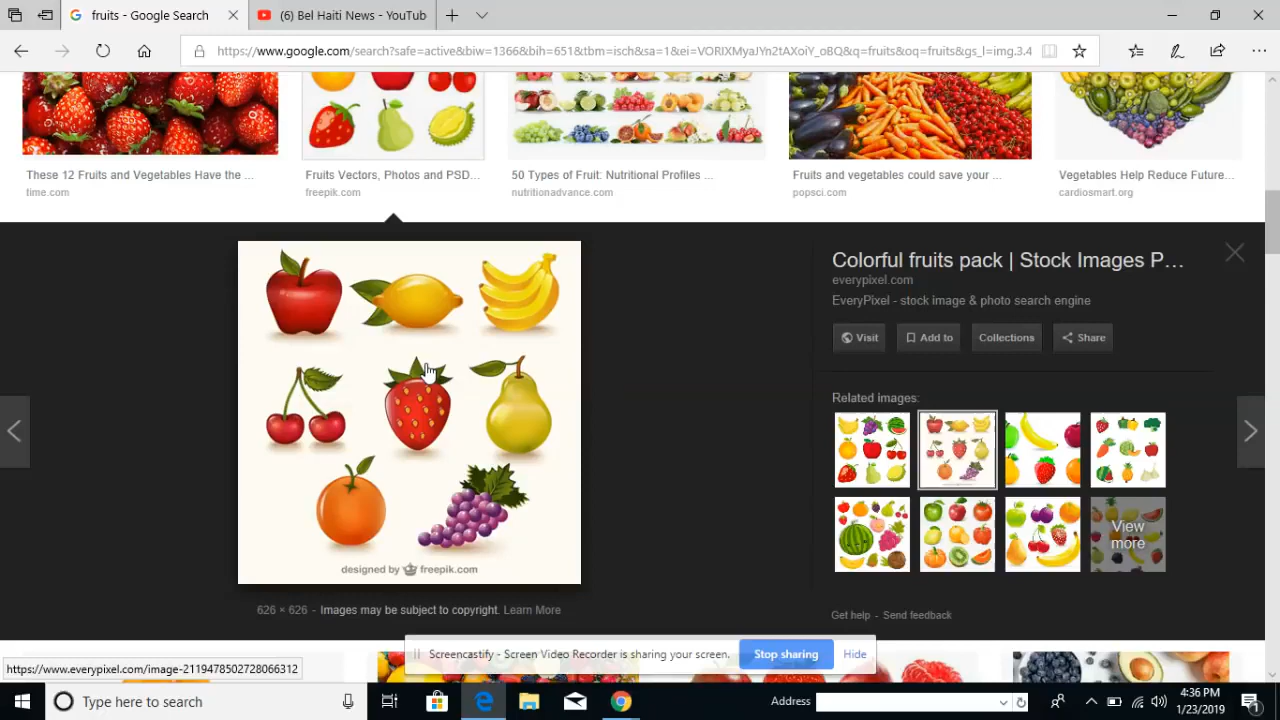 fruits - Google Search
(6) Bel Haiti News - YouTube
https://www.google.com/search?safe=active&biw=1366&bih=651&tbm=isch&sa=1&ei=VORIXMyaJYn2tAXoiY_oBQ&q=fruits&oq=fruits&gs_l=img.3.4
These 12 Fruits and Vegetables Have the ...
time.com
Fruits Vectors, Photos and PSD...
freepik.com
50 Types of Fruit: Nutritional Profiles ...
nutritionadvance.com
Fruits and vegetables could save your ...
popsci.com
Vegetables Help Reduce Future...
cardiosmart.org
designed by freepik.com
626 × 626 - Images may be subject to copyright. Learn More
Colorful fruits pack | Stock Images P...
everypixel.com
EveryPixel - stock image & photo search engine
Visit
Add to
Collections
Share
Related images:
View more
Get help - Send feedback
Screencastify - Screen Video Recorder is sharing your screen.
Stop sharing
Hide
https://www.everypixel.com/image-2119478502728066312
Type here to search
Address
4:36 PM
1/23/2019
1